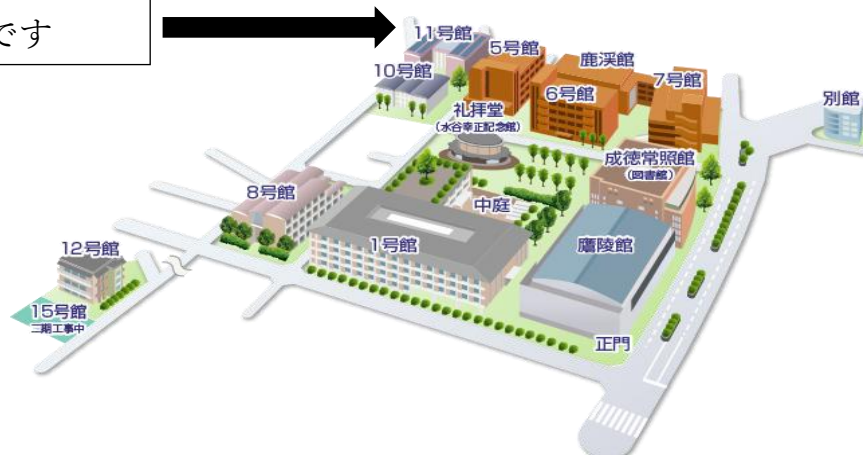 です
11号館
5号館
鹿渓館
10号館
6号館
7号館
別館
礼拝堂
(水谷幸正記念館)
成徳常照館
(図書館)
8号館
中庭
1号館
鷹陵館
12号館
15号館
二期工事中
正門